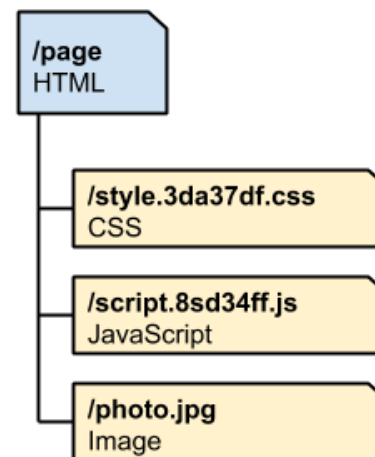 /page
HTML
/style.3da37df.css
CSS
/script.8sd34ff.js
JavaScript
/photo.jpg
Image